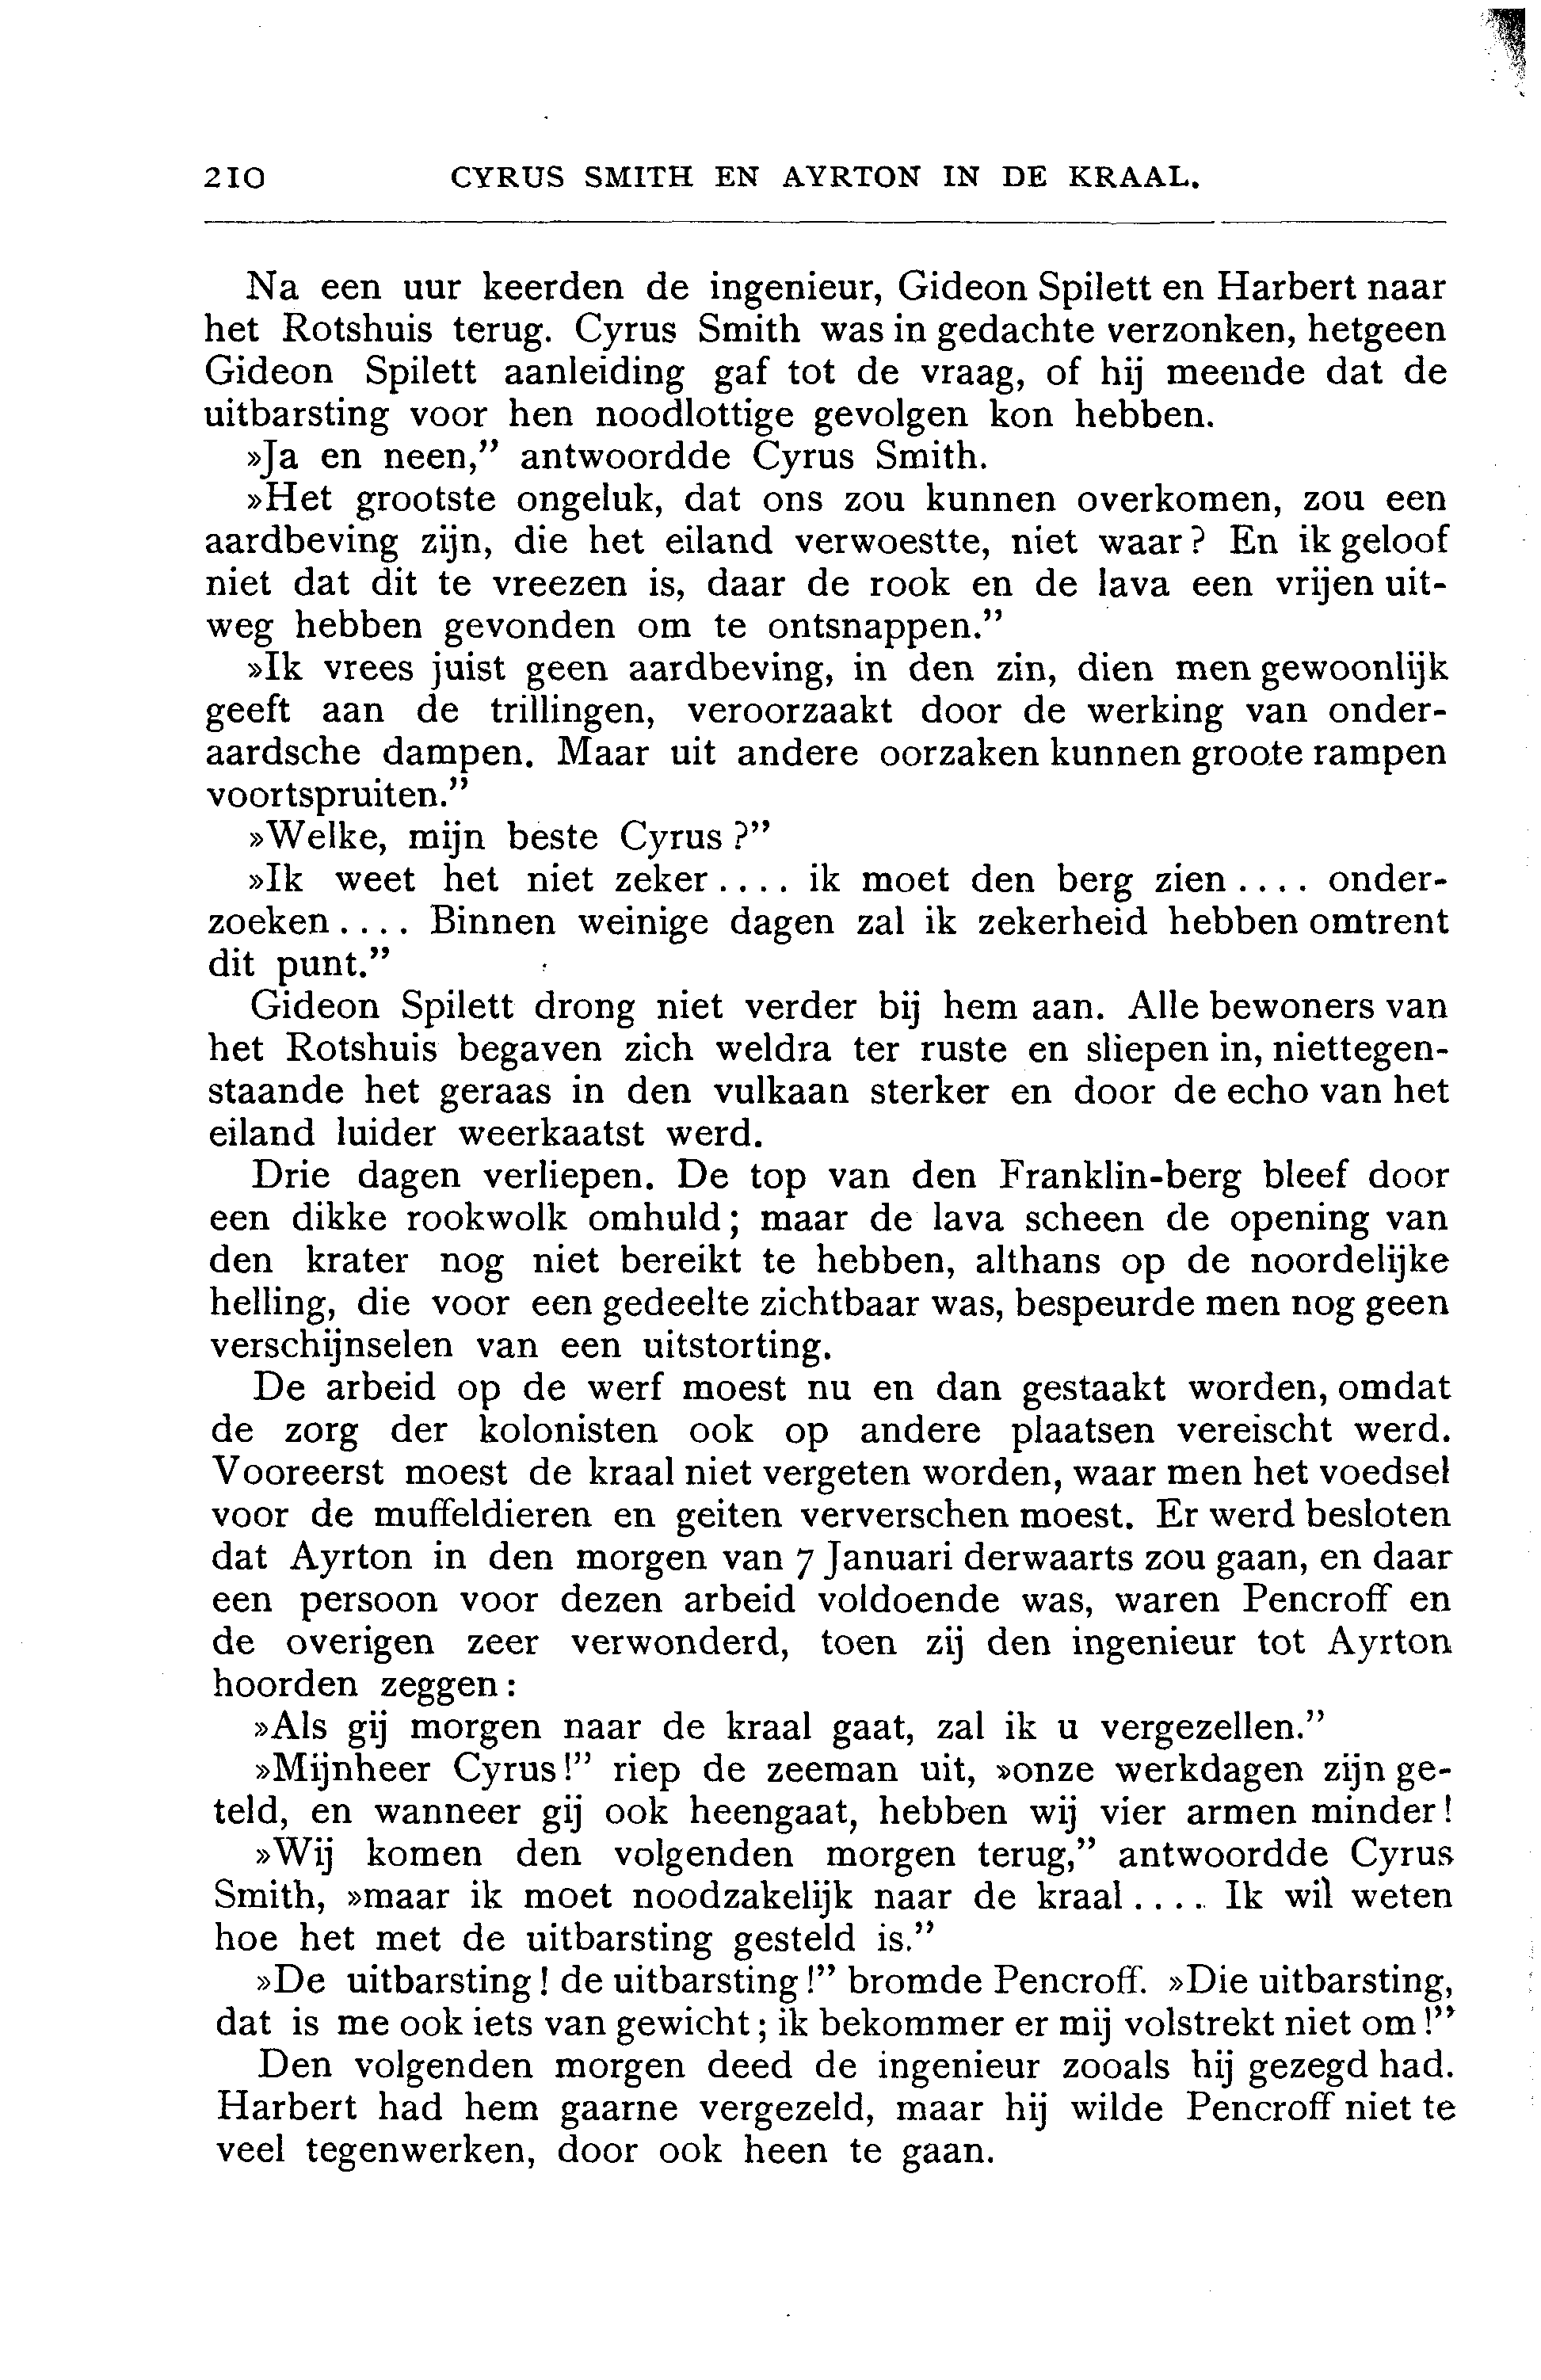 210 CYRUS SMITH EN AYRTON IN DE KRAAL.
Na een uur keerden de ingenieur, Gideon Spilett en Harbert naar
het Rotshuis terug. Cyrus Smith was in gedachte verzonken, hetgeen
Gideon Spilett aanleiding gaf tot de vraag, of hij meende dat de
uitbarsting voor hen noodlottige gevolgen kon hebben.
»Ja en neen,” antwoordde Cyrus Smith.
»Het grootste ongeluk, dat ons zou kunnen overkomen, zou een
aardbeving zijn, die het eiland verwoestte, niet waar? En ik geloof
niet dat dit te vreezen is, daar de rook en de lava een vrijen uit-
weg hebben gevonden om te ontsnappen.”
»Ik vrees juist geen aardbeving, in den zin, dien men gewoonlijk
geeft aan de trillingen, veroorzaakt door de werking van onder-
aardsche dampen. Maar uit andere oorzaken kunnen groote rampen
voortspruiten.”
»Welke, mijn beste Cyrus?”
»Ik weet het niet zeker.... ik moet den berg zien.... onder-
zoeken.... Binnen weinige dagen zal ik zekerheid hebben omtrent
dit punt.”
Gideon Spilett drong niet verder bij hem aan. Alle bewoners van
het Rotshuis begaven zich weldra ter ruste en sliepen in, niettegen-
staande het geraas in den vulkaan sterker en door de echo van het
eiland luider weerkaatst werd.
Drie dagen verliepen. De top van den Franklin-berg bleef door
een dikke rookwolk omhuld; maar de lava scheen de opening van
den krater nog niet bereikt te hebben, althans op de noordelijke
helling, die voor een gedeelte zichtbaar was, bespeurde men nog geen
verschijnselen van een uitstorting.
De arbeid op de werf moest nu en dan gestaakt worden, omdat
de zorg der kolonisten ook op andere plaatsen vereischt werd.
Vooreerst moest de kraal niet vergeten worden, waar men het voedsel
voor de muffeldieren en geiten ververschen moest. Er werd besloten
dat Ayrton in den morgen van 7 Januari derwaarts zou gaan, en daar
een persoon voor dezen arbeid voldoende was, waren Pencroff en
de overigen zeer verwonderd, toen zij den ingenieur tot Ayrton
hoorden zeggen:
»Als gij morgen naar de kraal gaat, zal ik u vergezellen.”
»Mijnheer Cyrus!” riep de zeeman uit, »onze werkdagen zijn ge-
teld, en wanneer gij ook heengaat, hebben wij vier armen minder!
»Wij komen den volgenden morgen terug,” antwoordde Cyrus
Smith, »maar ik moet noodzakelijk naar de kraal.... Ik wil weten
hoe het met de uitbarsting gesteld is.”
»De uitbarsting! de uitbarsting!” bromde Pencroff. »Die uitbarsting,
dat is me ook iets van gewicht; ik bekommer er mij volstrekt niet om!”
Den volgenden morgen deed de ingenieur zooals hij gezegd had.
Harbert had hem gaarne vergezeld, maar hij wilde Pencroff niet te
veel tegenwerken, door ook heen te gaan.